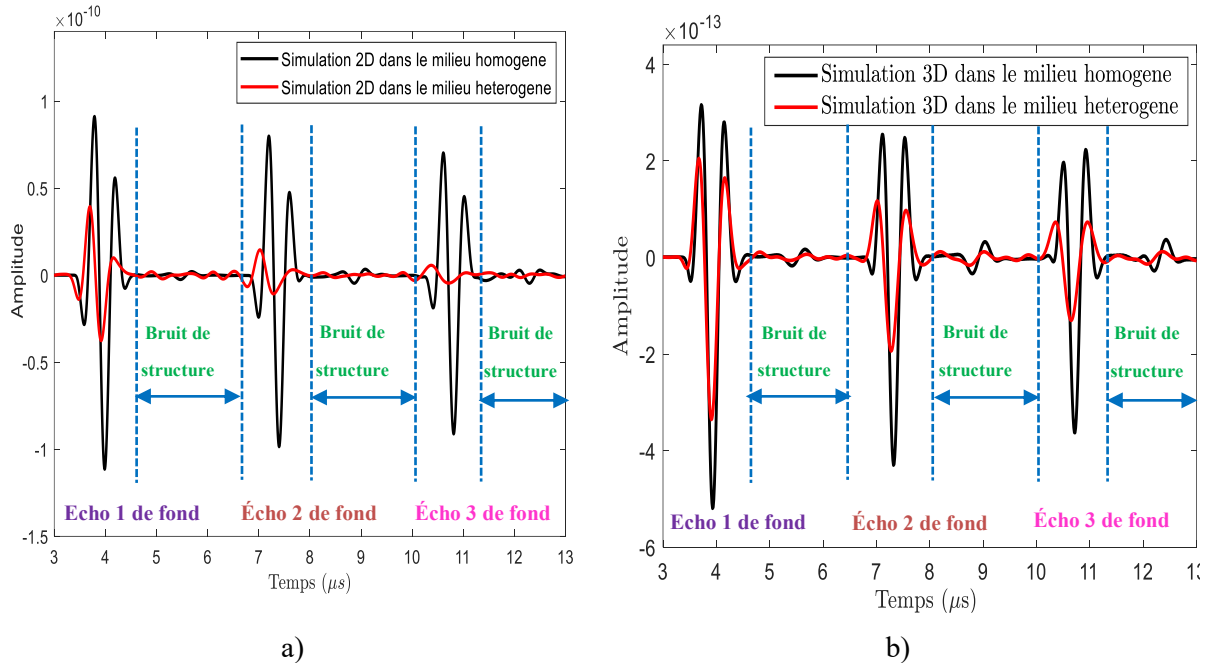 ×10-10
Simulation 2D dans le milieu homogene
Simulation 2D dans le milieu heterogene
1
0.5
0
-0.5
-1
-1.5
Amplitude
Bruit de
structure
Bruit de
structure
Bruit de
structure
Echo 1 de fond
Écho 2 de fond
Écho 3 de fond
3 4 5 6 7 8 9 10 11 12 13
Temps (μs)
a)
×10-13
Simulation 3D dans le milieu homogene
Simulation 3D dans le milieu heterogene
4
2
0
-2
-4
-6
Amplitude
Bruit de
structure
Bruit de
structure
Bruit de
structure
Echo 1 de fond
Écho 2 de fond
Écho 3 de fond
3 4 5 6 7 8 9 10 11 12 13
Temps (μs)
b)